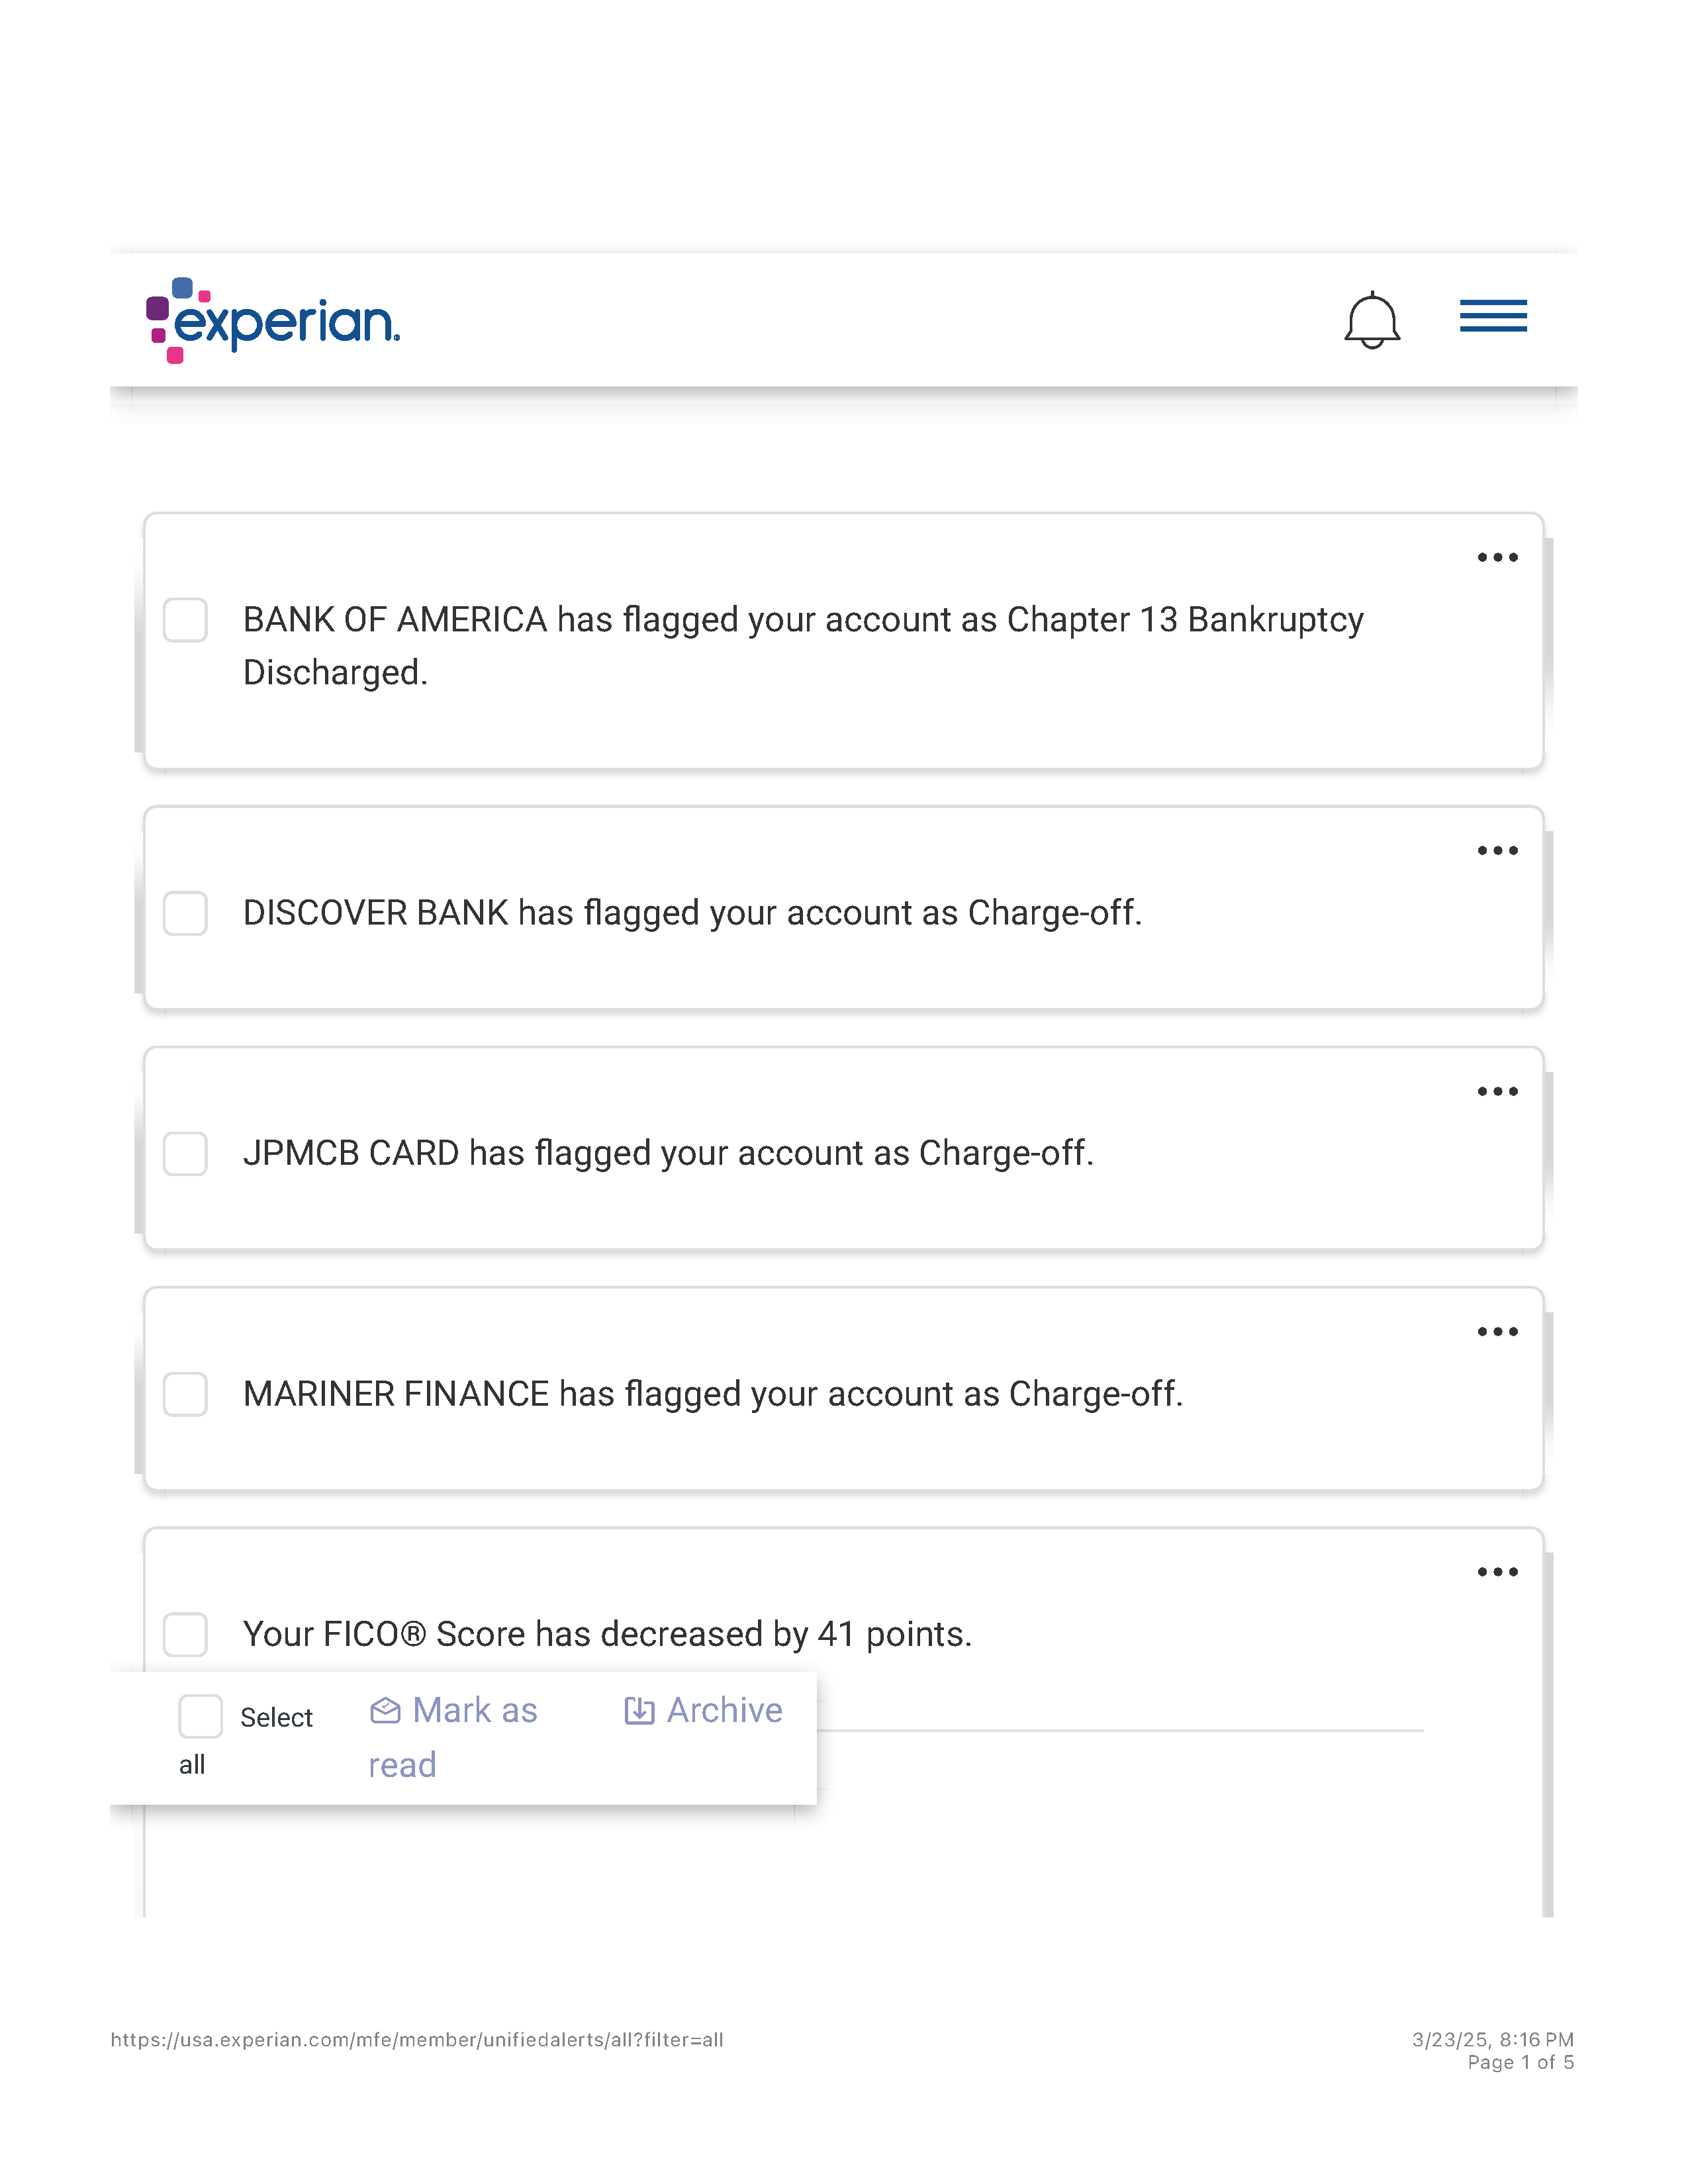 experian.
BANK OF AMERICA has flagged your account as Chapter 13 Bankruptcy
Discharged.
DISCOVER BANK has flagged your account as Charge-off.
JPMCB CARD has flagged your account as Charge-off.
MARINER FINANCE has flagged your account as Charge-off.
Your FICO® Score has decreased by 41 points.
Select all
Mark as read
Archive
https://usa.experian.com/mfe/member/unifiedalerts/all?filter=all
3/23/25, 8:16 PM
Page 1 of 5